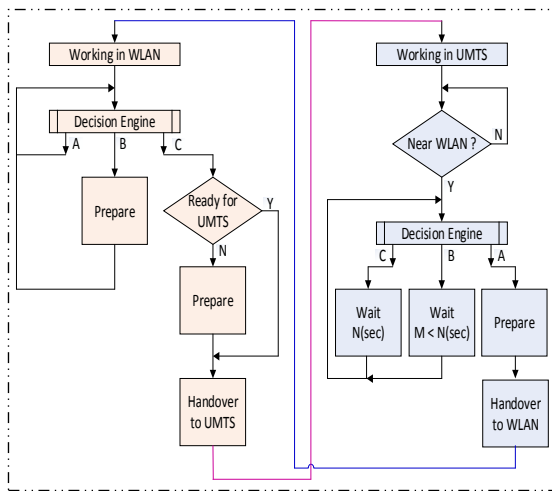 Working in WLAN
Decision Engine
A
B
C
Prepare
Ready for
UMTS
Y
N
Prepare
Handover
to UMTS
Working in UMTS
Near WLAN ?
N
Y
Decision Engine
C
B
A
Wait
N(sec)
Wait
M < N(sec)
Prepare
Handover
to WLAN